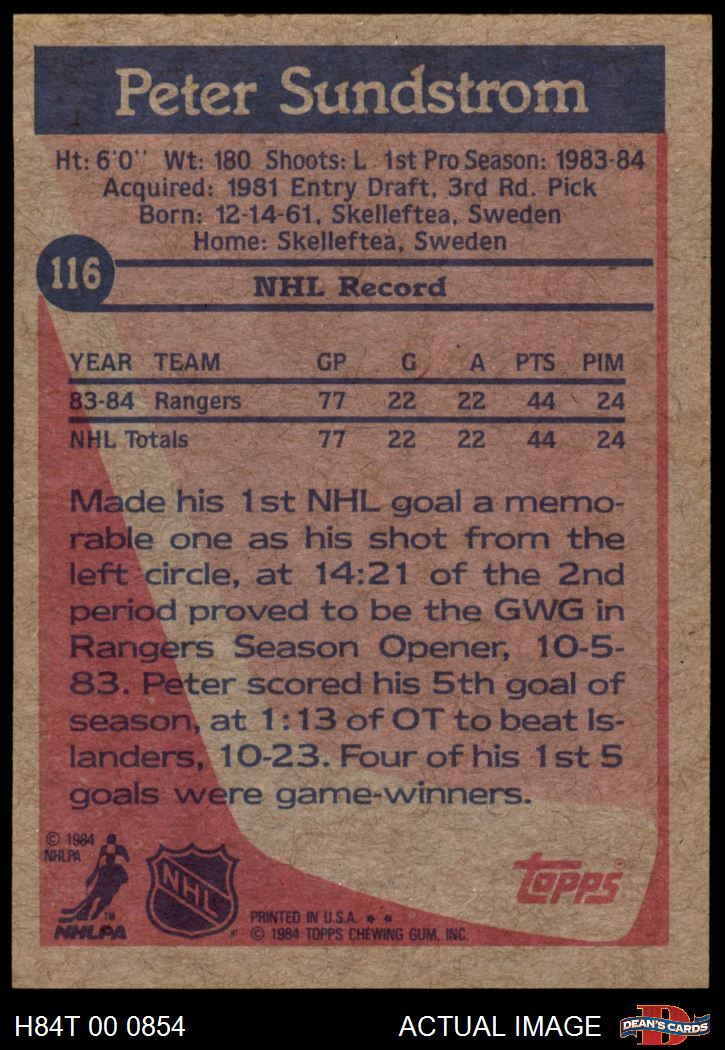 Peter Sundstrom
Ht: 6'0'' Wt: 180 Shoots: L 1st Pro Season: 1983-84
Acquired: 1981 Entry Draft, 3rd Rd. Pick
Born: 12-14-61, Skelleftea, Sweden
Home: Skelleftea, Sweden
116
NHL Record
YEAR TEAM GP G A PTS PIM
83-84 Rangers 77 22 22 44 24
NHL Totals 77 22 22 44 24
Made his 1st NHL goal a memo-
rable one as his shot from the
left circle, at 14:21 of the 2nd
period proved to be the GWG in
Rangers Season Opener, 10-5-
83. Peter scored his 5th goal of
season, at 1:13 of OT to beat Is-
landers, 10-23. Four of his 1st 5
goals were game-winners.
© 1984
NHLPA
TM
NHLPA
NHL
topps®
PRINTED IN U.S.A. * *
© 1984 TOPPS CHEWING GUM, INC.
H84T 00 0854 ACTUAL IMAGE
D
DEAN'S CARDS